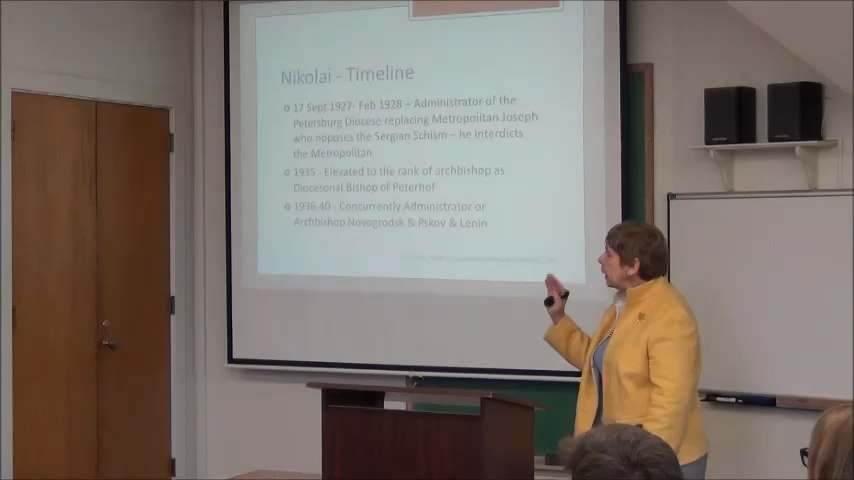 Nikolai - Timeline
17 Sept 1927- Feb 1928 – Administrator of the
Petersburg Diocese replacing Metropolitan Joseph
who opposes the Sergian Schism – he interdicts
the Metropolitan
1935 - Elevated to the rank of archbishop as
Diocesonal Bishop of Peterhof
1936-40 - Concurrently Administrator or
Archbishop Novogrodsk & Pskov & Lenin